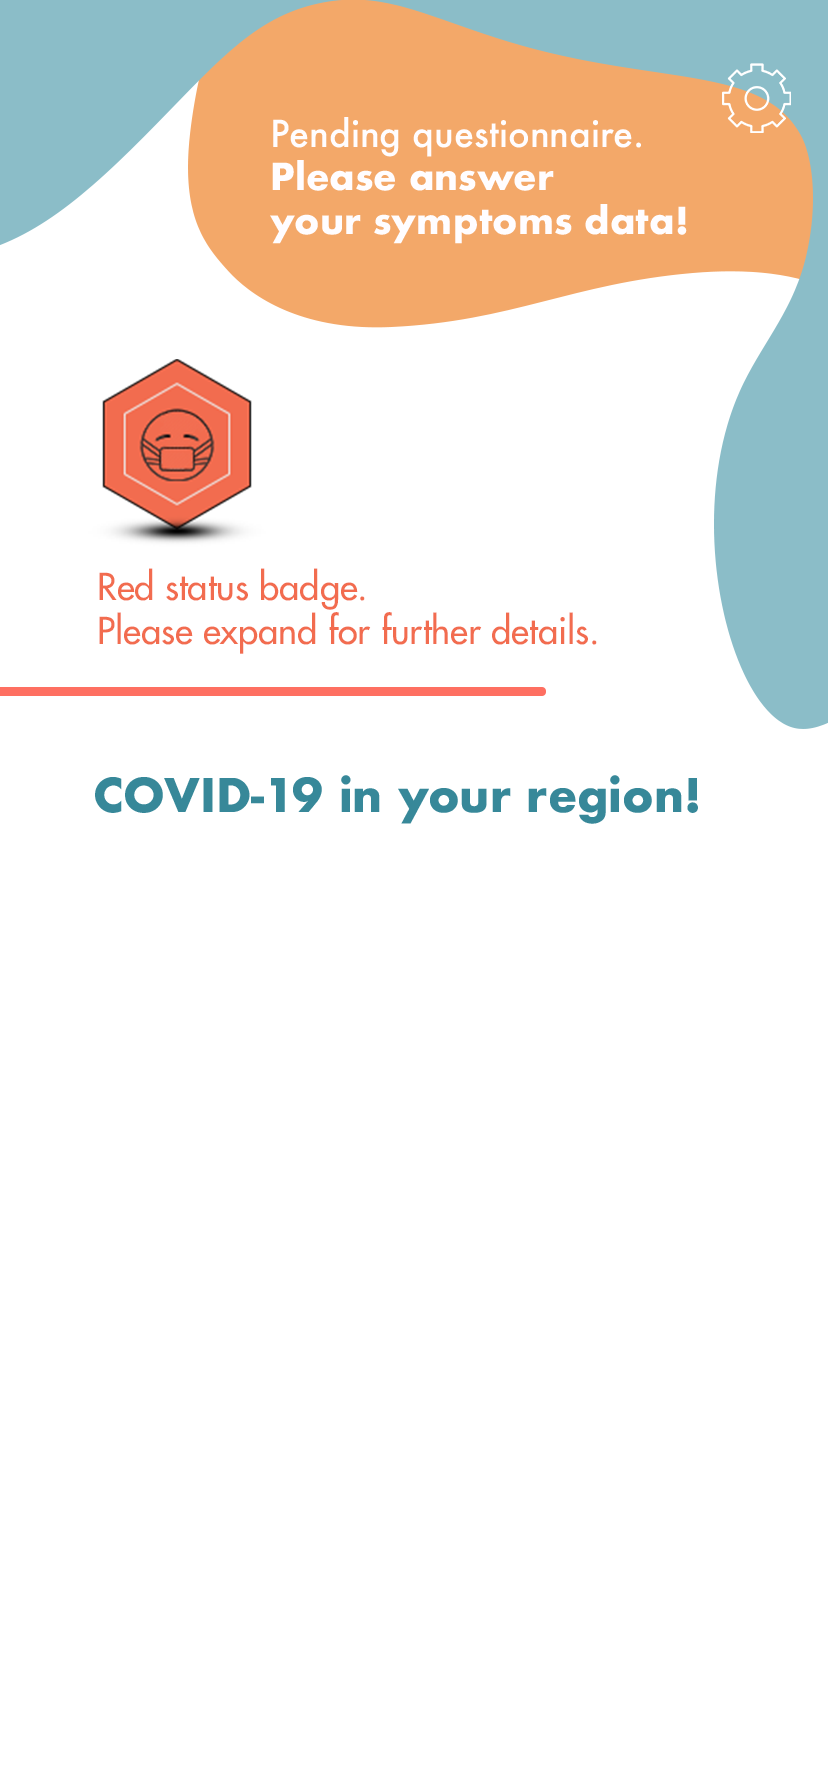 Pending questionnaire.
Please answer
your symptoms data!
Red status badge.
Please expand for further details.
COVID-19 in your region!